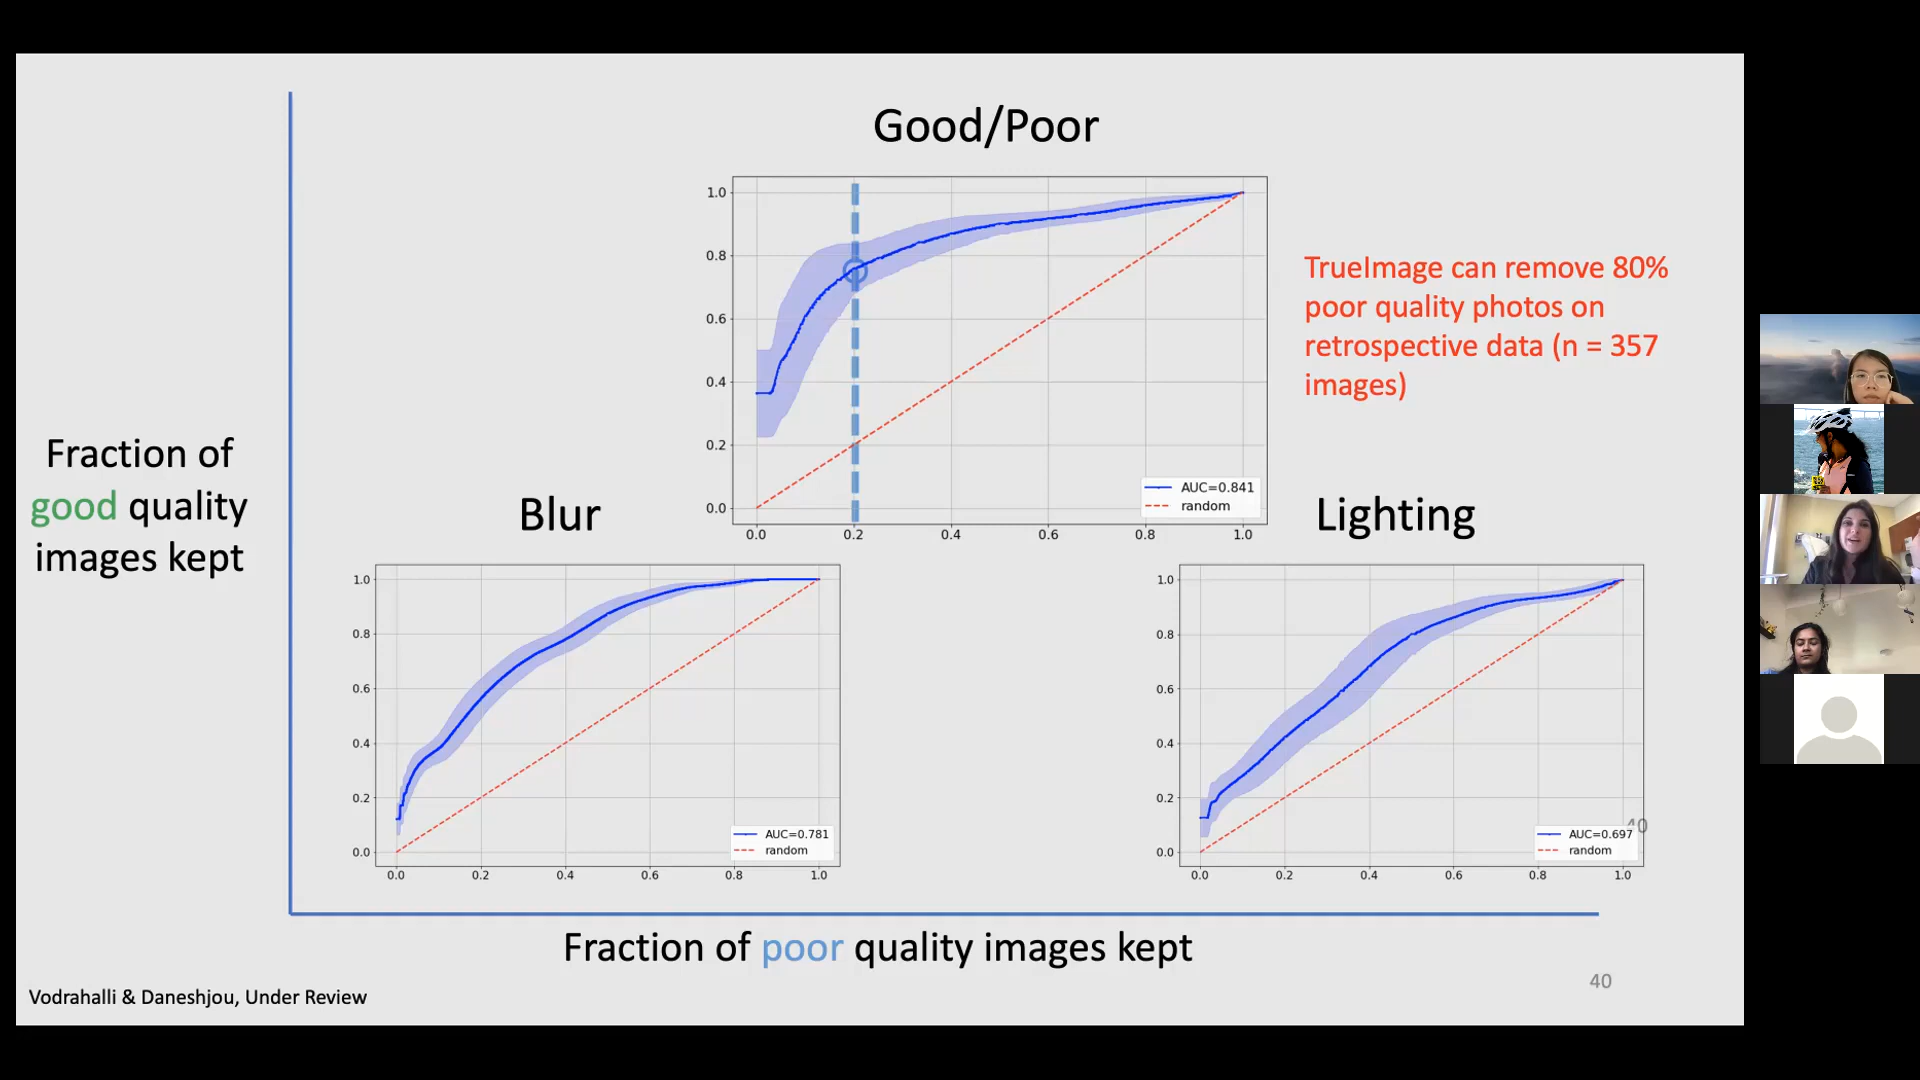 Good/Poor
1.0
0.8
0.6
0.4
0.2
0.0
0.0 0.2 0.4 0.6 0.8 1.0
AUC=0.841
random
TrueImage can remove 80%
poor quality photos on
retrospective data (n = 357
images)
Fraction of
good quality
images kept
Blur
1.0
0.8
0.6
0.4
0.2
0.0
0.0 0.2 0.4 0.6 0.8 1.0
AUC=0.781
random
Lighting
1.0
0.8
0.6
0.4
0.2
0.0
0.0 0.2 0.4 0.6 0.8 1.0
AUC=0.697
random
40
Fraction of poor quality images kept
40
Vodrahalli & Daneshjou, Under Review